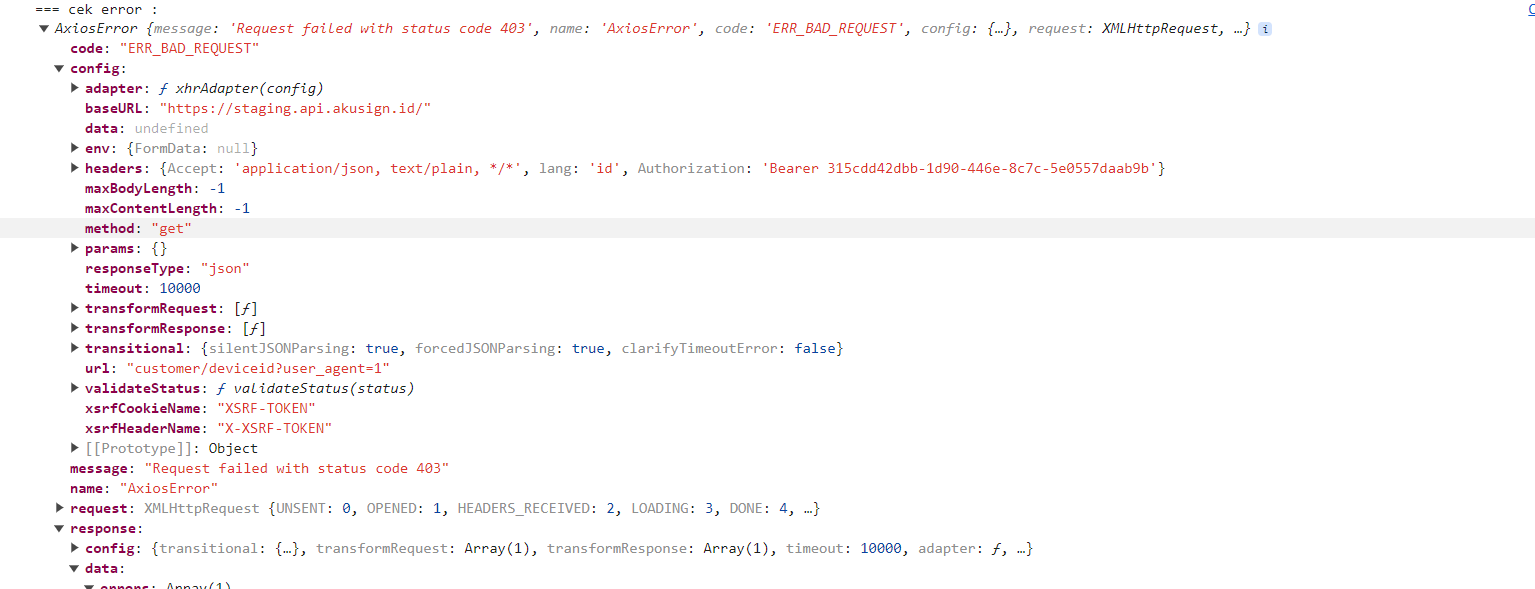 === cek error :
AxiosError {message: 'Request failed with status code 403', name: 'AxiosError', code: 'ERR_BAD_REQUEST', config: {…}, request: XMLHttpRequest, …} i
code: "ERR_BAD_REQUEST"
config:
adapter: ƒ xhrAdapter(config)
baseURL: "https://staging.api.akusign.id/"
data: undefined
env: {FormData: null}
headers: {Accept: 'application/json, text/plain, */*', lang: 'id', Authorization: 'Bearer 315cdd42dbb-1d90-446e-8c7c-5e0557daab9b'}
maxBodyLength: -1
maxContentLength: -1
method: "get"
params: {}
responseType: "json"
timeout: 10000
transformRequest: [ƒ]
transformResponse: [ƒ]
transitional: {silentJSONParsing: true, forcedJSONParsing: true, clarifyTimeoutError: false}
url: "customer/deviceid?user_agent=1"
validateStatus: ƒ validateStatus(status)
xsrfCookieName: "XSRF-TOKEN"
xsrfHeaderName: "X-XSRF-TOKEN"
[[Prototype]]: Object
message: "Request failed with status code 403"
name: "AxiosError"
request: XMLHttpRequest {UNSENT: 0, OPENED: 1, HEADERS_RECEIVED: 2, LOADING: 3, DONE: 4, …}
response:
config: {transitional: {…}, transformRequest: Array(1), transformResponse: Array(1), timeout: 10000, adapter: ƒ, …}
data:
errors: Array(1)